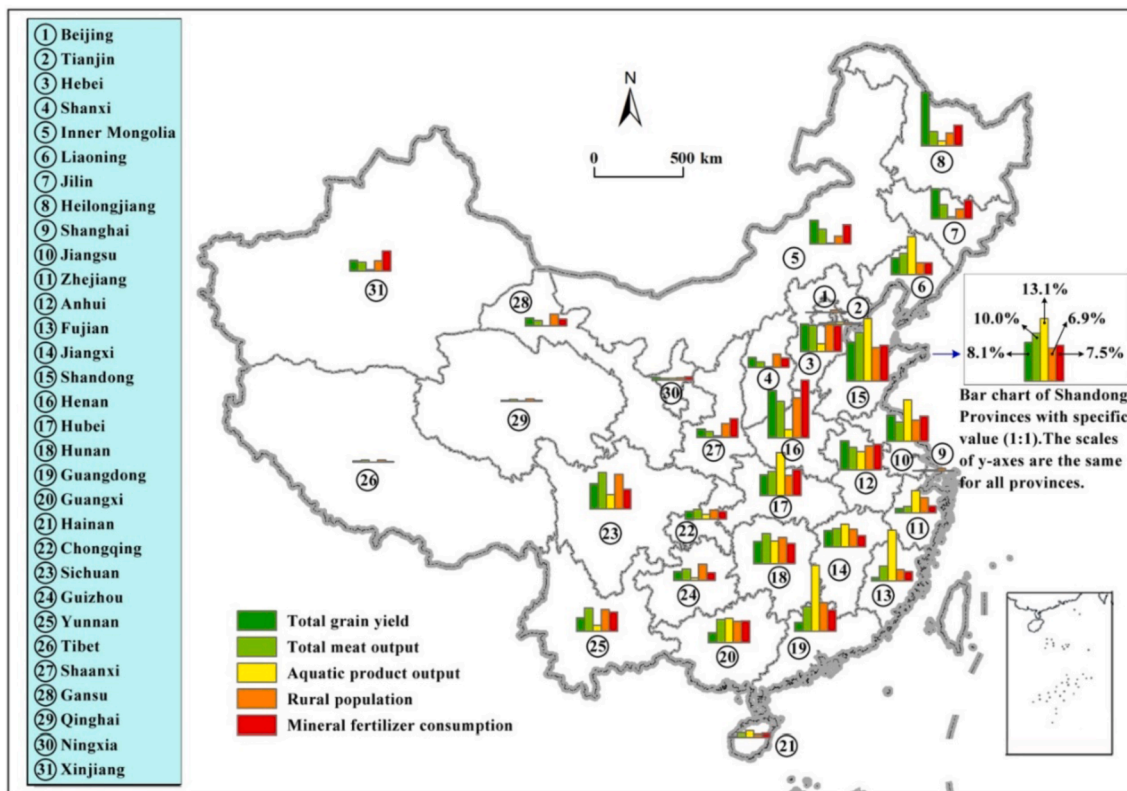 ① Beijing
② Tianjin
③ Hebei
④ Shanxi
⑤ Inner Mongolia
⑥ Liaoning
⑦ Jilin
⑧ Heilongjiang
⑨ Shanghai
⑩ Jiangsu
⑪ Zhejiang
⑫ Anhui
⑬ Fujian
⑭ Jiangxi
⑮ Shandong
⑯ Henan
⑰ Hubei
⑱ Hunan
⑲ Guangdong
⑳ Guangxi
㉑ Hainan
㉒ Chongqing
㉓ Sichuan
㉔ Guizhou
㉕ Yunnan
㉖ Tibet
㉗ Shaanxi
㉘ Gansu
㉙ Qinghai
㉚ Ningxia
㉛ Xinjiang
N
0 500 km
⑧
⑦
⑤
⑥
㉛
㉘
①
②
③
④
⑮
㉚
㉙
㉖
㉗
⑯
⑩
⑨
⑫
⑰
⑪
㉓
㉒
⑱
⑭
⑬
㉔
㉕
⑳
⑲
㉑
13.1%
10.0%
6.9%
8.1%
7.5%
Bar chart of Shandong
Provinces with specific
value (1:1).The scales
of y-axes are the same
for all provinces.
Total grain yield
Total meat output
Aquatic product output
Rural population
Mineral fertilizer consumption